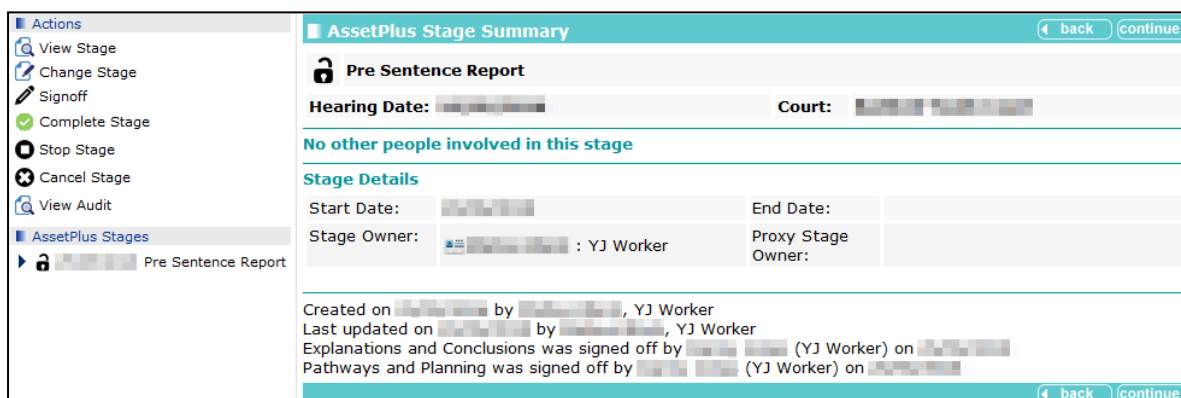 Actions
View Stage
Change Stage
Signoff
Complete Stage
Stop Stage
Cancel Stage
View Audit
AssetPlus Stages
Pre Sentence Report
AssetPlus Stage Summary
back continue
Pre Sentence Report
Hearing Date: Court:
No other people involved in this stage
Stage Details
Start Date: End Date:
Stage Owner: : YJ Worker Proxy Stage
Owner:
Created on by , YJ Worker
Last updated on by , YJ Worker
Explanations and Conclusions was signed off by (YJ Worker) on
Pathways and Planning was signed off by (YJ Worker) on
back continue